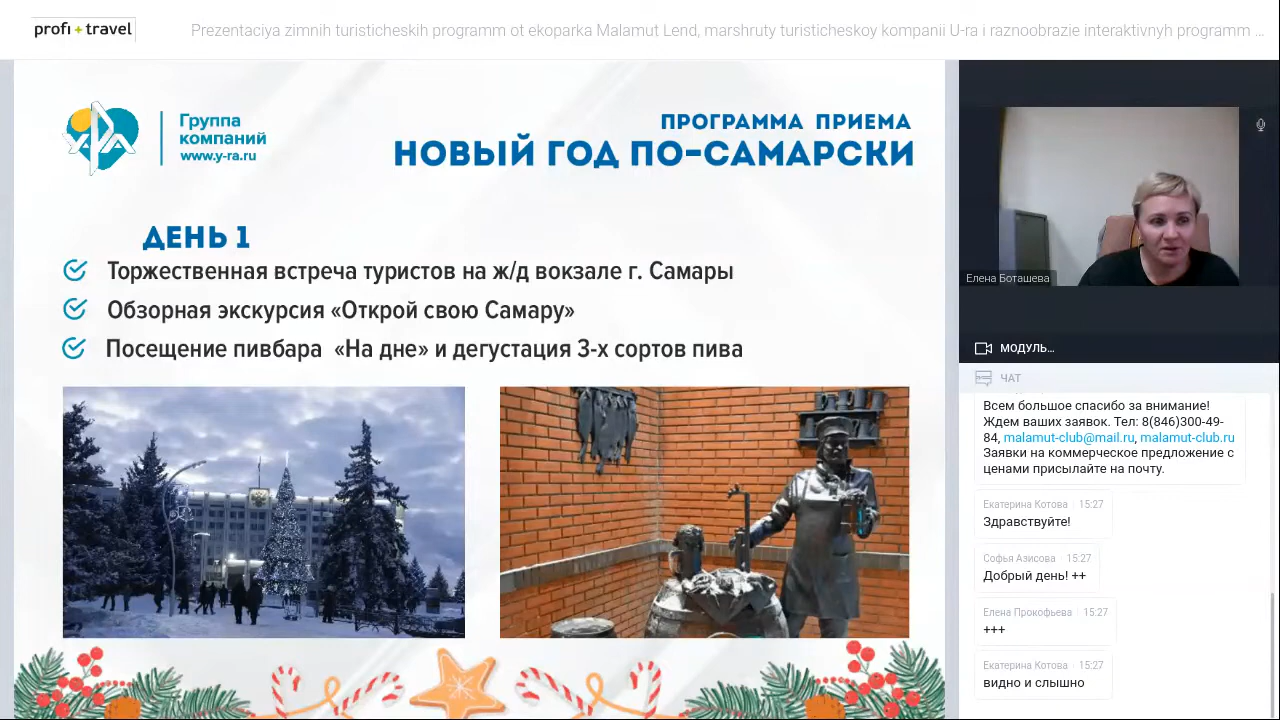 profi+travel
Prezentaciya zimnih turisticheskih programm ot ekoparka Malamut Lend, marshruty turisticheskoy kompanii U-ra i raznoobrazie interaktivnyh programm ...
УРА
Группа
компаний
www.y-ra.ru
ПРОГРАММА ПРИЕМА
НОВЫЙ ГОД ПО-САМАРСКИ
ДЕНЬ 1
Торжественная встреча туристов на ж/д вокзале г. Самары
Обзорная экскурсия «Открой свою Самару»
Посещение пивбара «На дне» и дегустация 3-х сортов пива
Елена Боташева
МОДУЛЬ...
ЧАТ
Всем большое спасибо за внимание!
Ждем ваших заявок. Тел: 8(846)300-49-
84, malamut-club@mail.ru, malamut-club.ru
Заявки на коммерческое предложение с
ценами присылайте на почту.
Екатерина Котова 15:27
Здравствуйте!
Софья Азисова 15:27
Добрый день! ++
Елена Прокофьева 15:27
+++
Екатерина Котова 15:27
видно и слышно